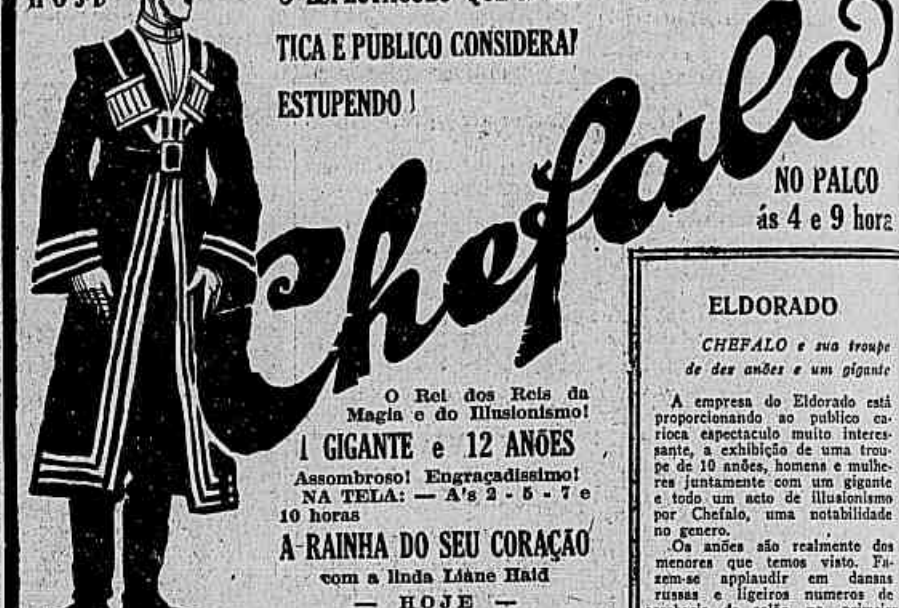 HOJE
O ESPECTACULO QUE
TICA E PUBLICO CONSIDERAM
ESTUPENDO !
Chefalo
NO PALCO
ás 4 e 9 hora
O Rei dos Reis da
Magia e do Illusionismo!
1 GIGANTE e 12 ANÕES
Assombroso! Engraçadissimo!
NA TELA: — A's 2 - 5 - 7 e
10 horas
A RAINHA DO SEU CORAÇÃO
com a linda Liane Haid
— HOJE —
ELDORADO
CHEFALO e sua troupe
de dez anões e um gigante
A empresa do Eldorado está
proporcionando ao publico ca-
rioca espectaculo muito interes-
sante, a exhibição de uma trou-
pe de 10 anões, homens e mulhe-
res juntamente com um gigante
e todo um acto de illusionismo
por Chefalo, uma notabilidade
no genero.
Os anões são realmente dos
menores que temos visto. Fa-
zem-se applaudir em dansas
russas e ligeiros numeros de